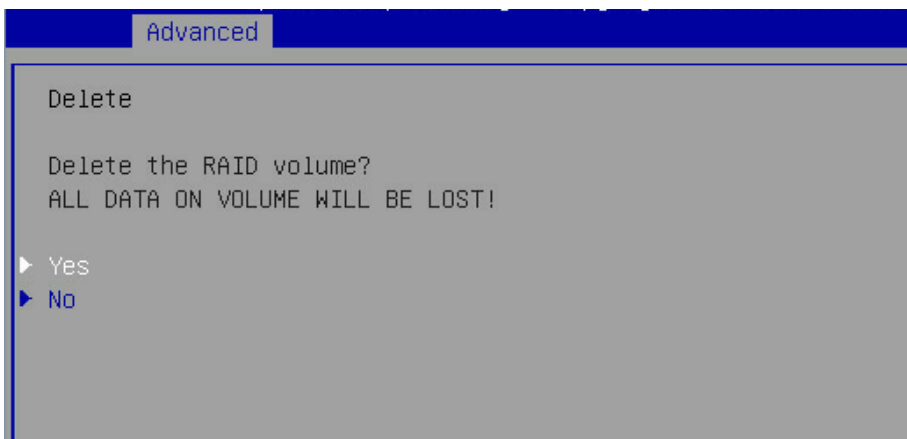 Advanced
Delete
Delete the RAID volume?
ALL DATA ON VOLUME WILL BE LOST!
Yes
No